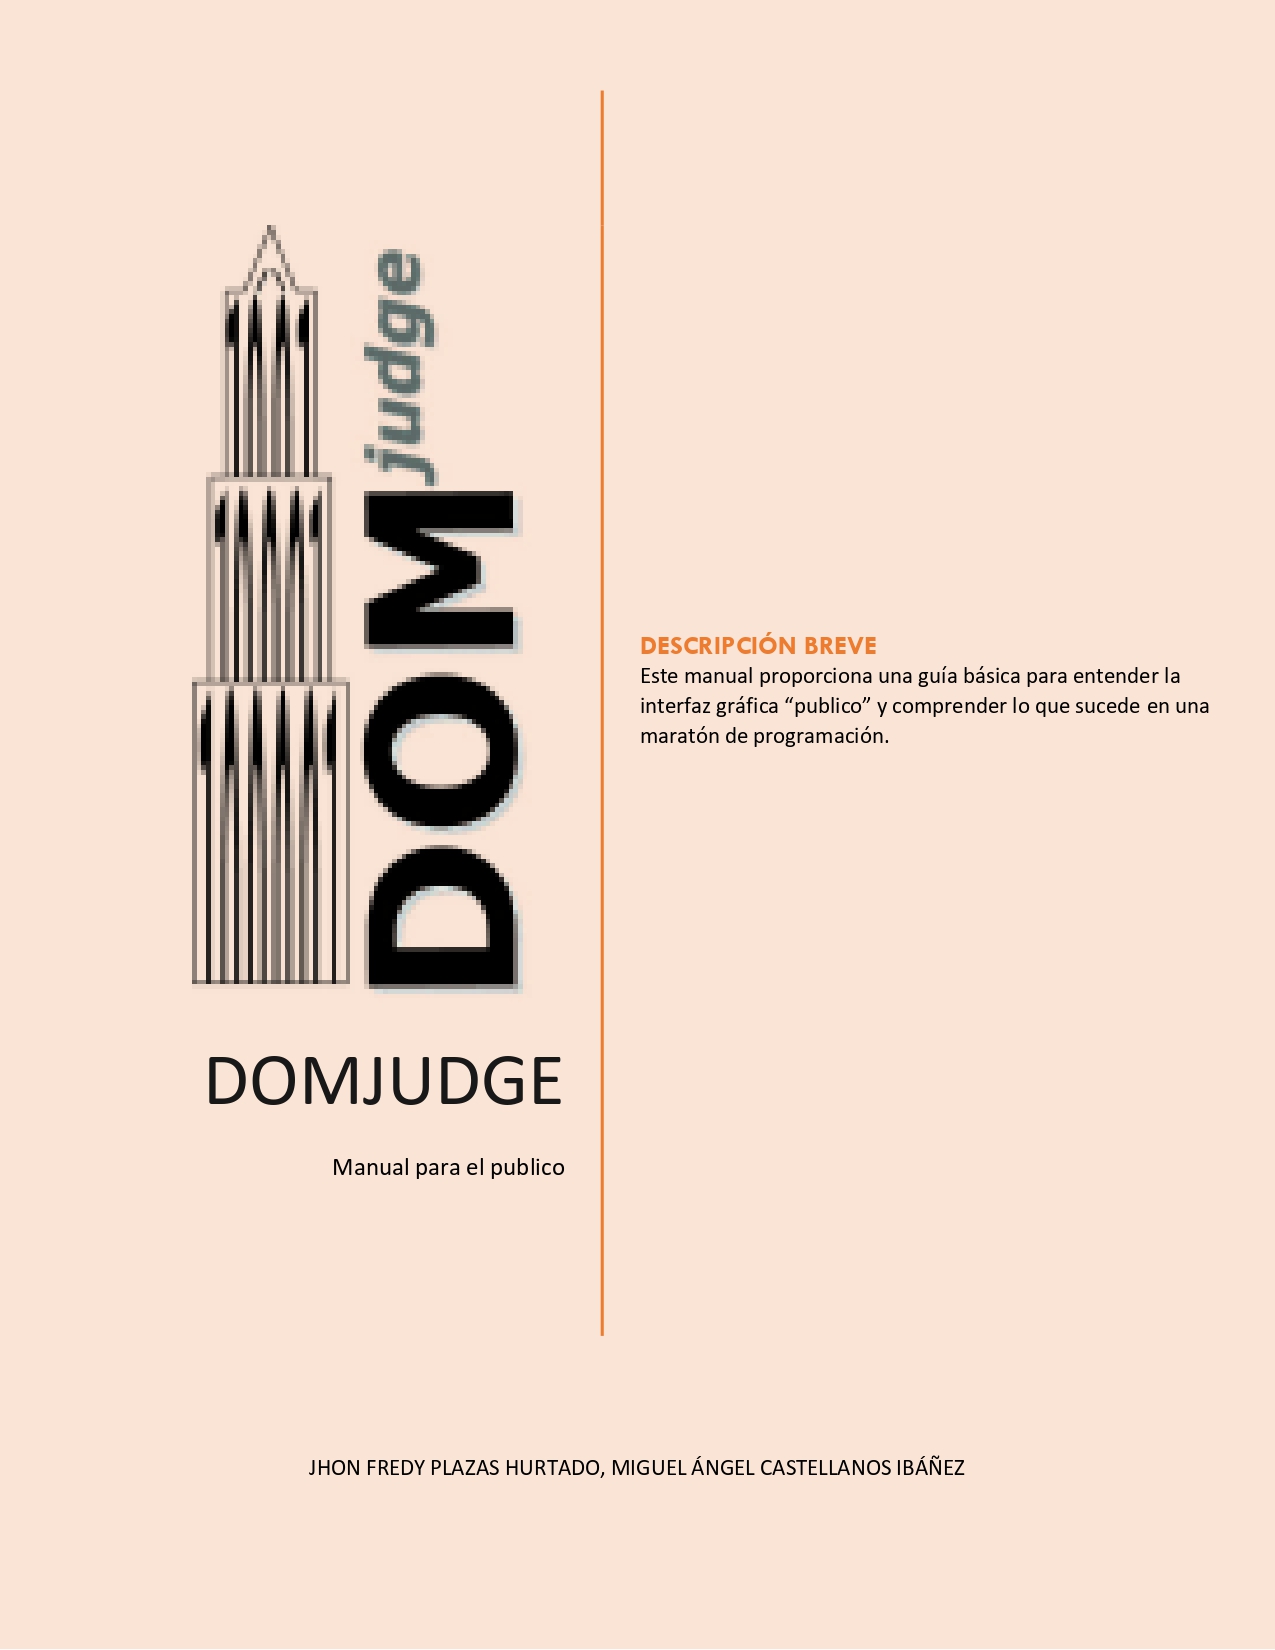 DOMjudge
DOMJUDGE
Manual para el publico
DESCRIPCIÓN BREVE
Este manual proporciona una guía básica para entender la
interfaz gráfica “publico” y comprender lo que sucede en una
maratón de programación.
JHON FREDY PLAZAS HURTADO, MIGUEL ÁNGEL CASTELLANOS IBÁÑEZ